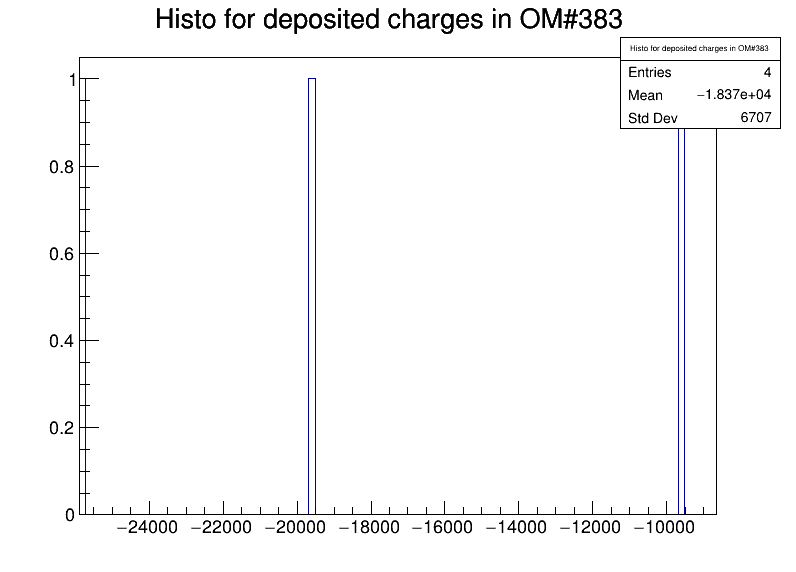 Histo for deposited charges in OM#383
Histo for deposited charges in OM#383
Entries 4
Mean −1.837e+04
Std Dev 6707
1
0.8
0.6
0.4
0.2
0
−24000 −22000 −20000 −18000 −16000 −14000 −12000 −10000